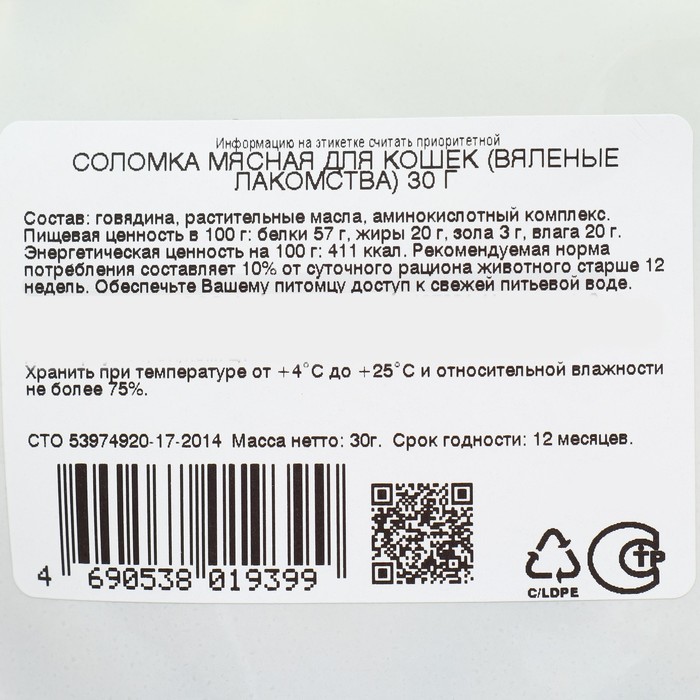 Информацию на этикетке считать приоритетной
СОЛОМКА МЯСНАЯ ДЛЯ КОШЕК (ВЯЛЕНЫЕ
ЛАКОМСТВА) 30 Г
Состав: говядина, растительные масла, аминокислотный комплекс.
Пищевая ценность в 100 г: белки 57 г, жиры 20 г, зола 3 г, влага 20 г.
Энергетическая ценность на 100 г: 411 ккал. Рекомендуемая норма
потребления составляет 10% от суточного рациона животного старше 12
недель. Обеспечьте Вашему питомцу доступ к свежей питьевой воде.
Хранить при температуре от +4°С до +25°С и относительной влажности
не более 75%.
СТО 53974920-17-2014 Масса нетто: 30г. Срок годности: 12 месяцев.
4 690538 019399
C/LDPE
СТР